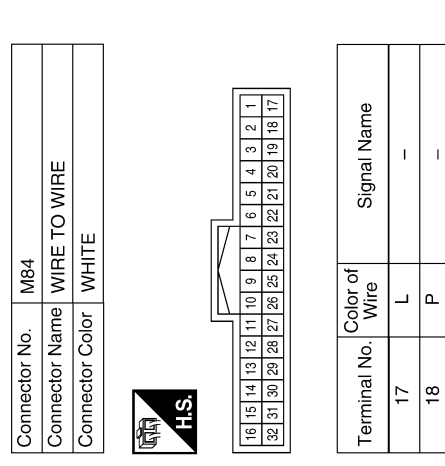 Connector No. M84
Connector Name WIRE TO WIRE
Connector Color WHITE
H.S.
16 15 14 13 12 11 10 9 8 7 6 5 4 3 2 1
32 31 30 29 28 27 26 25 24 23 22 21 20 19 18 17
Terminal No. Color of Wire Signal Name
17 L –
18 P –